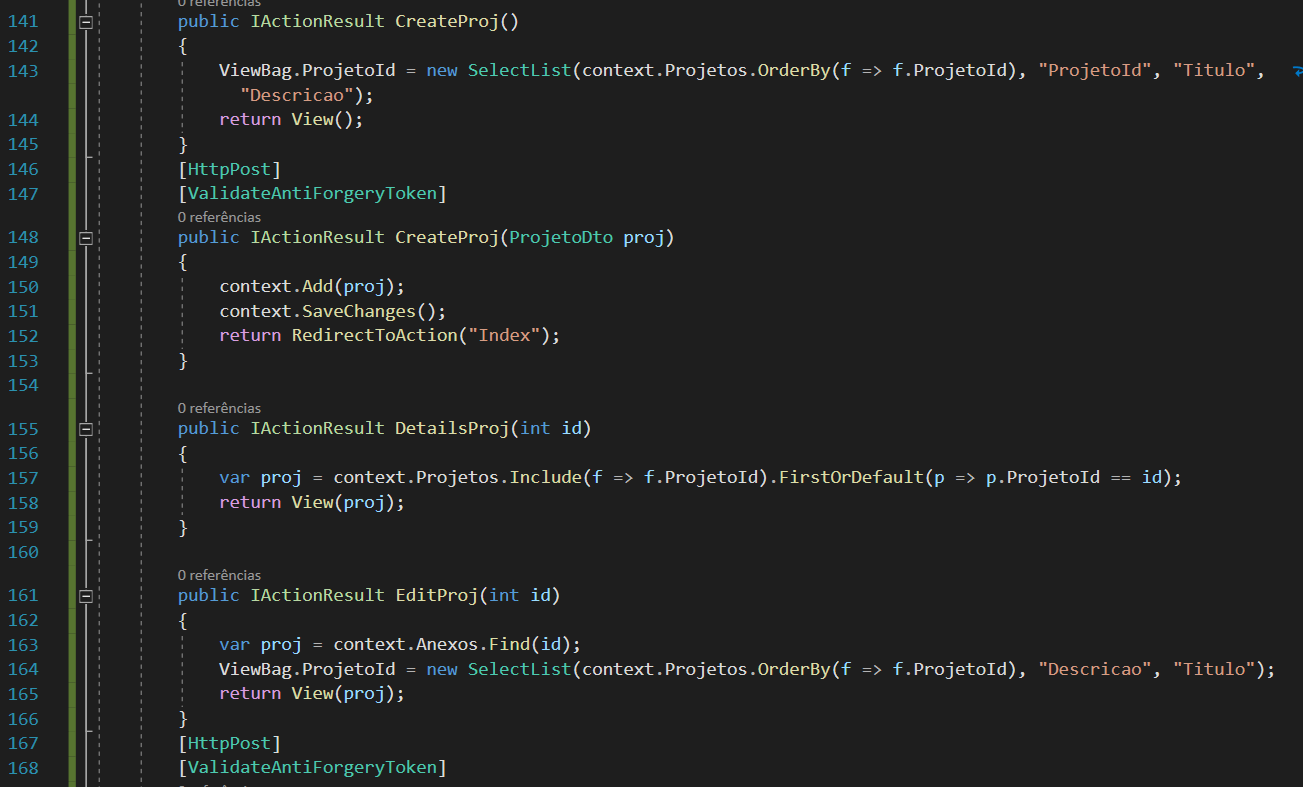 0 referências
141 public IActionResult CreateProj()
142 {
143 ViewBag.ProjetoId = new SelectList(context.Projetos.OrderBy(f => f.ProjetoId), "ProjetoId", "Titulo",
"Descricao");
144 return View();
145 }
146 [HttpPost]
147 [ValidateAntiForgeryToken]
0 referências
148 public IActionResult CreateProj(ProjetoDto proj)
149 {
150 context.Add(proj);
151 context.SaveChanges();
152 return RedirectToAction("Index");
153 }
154
0 referências
155 public IActionResult DetailsProj(int id)
156 {
157 var proj = context.Projetos.Include(f => f.ProjetoId).FirstOrDefault(p => p.ProjetoId == id);
158 return View(proj);
159 }
160
0 referências
161 public IActionResult EditProj(int id)
162 {
163 var proj = context.Anexos.Find(id);
164 ViewBag.ProjetoId = new SelectList(context.Projetos.OrderBy(f => f.ProjetoId), "Descricao", "Titulo");
165 return View(proj);
166 }
167 [HttpPost]
168 [ValidateAntiForgeryToken]